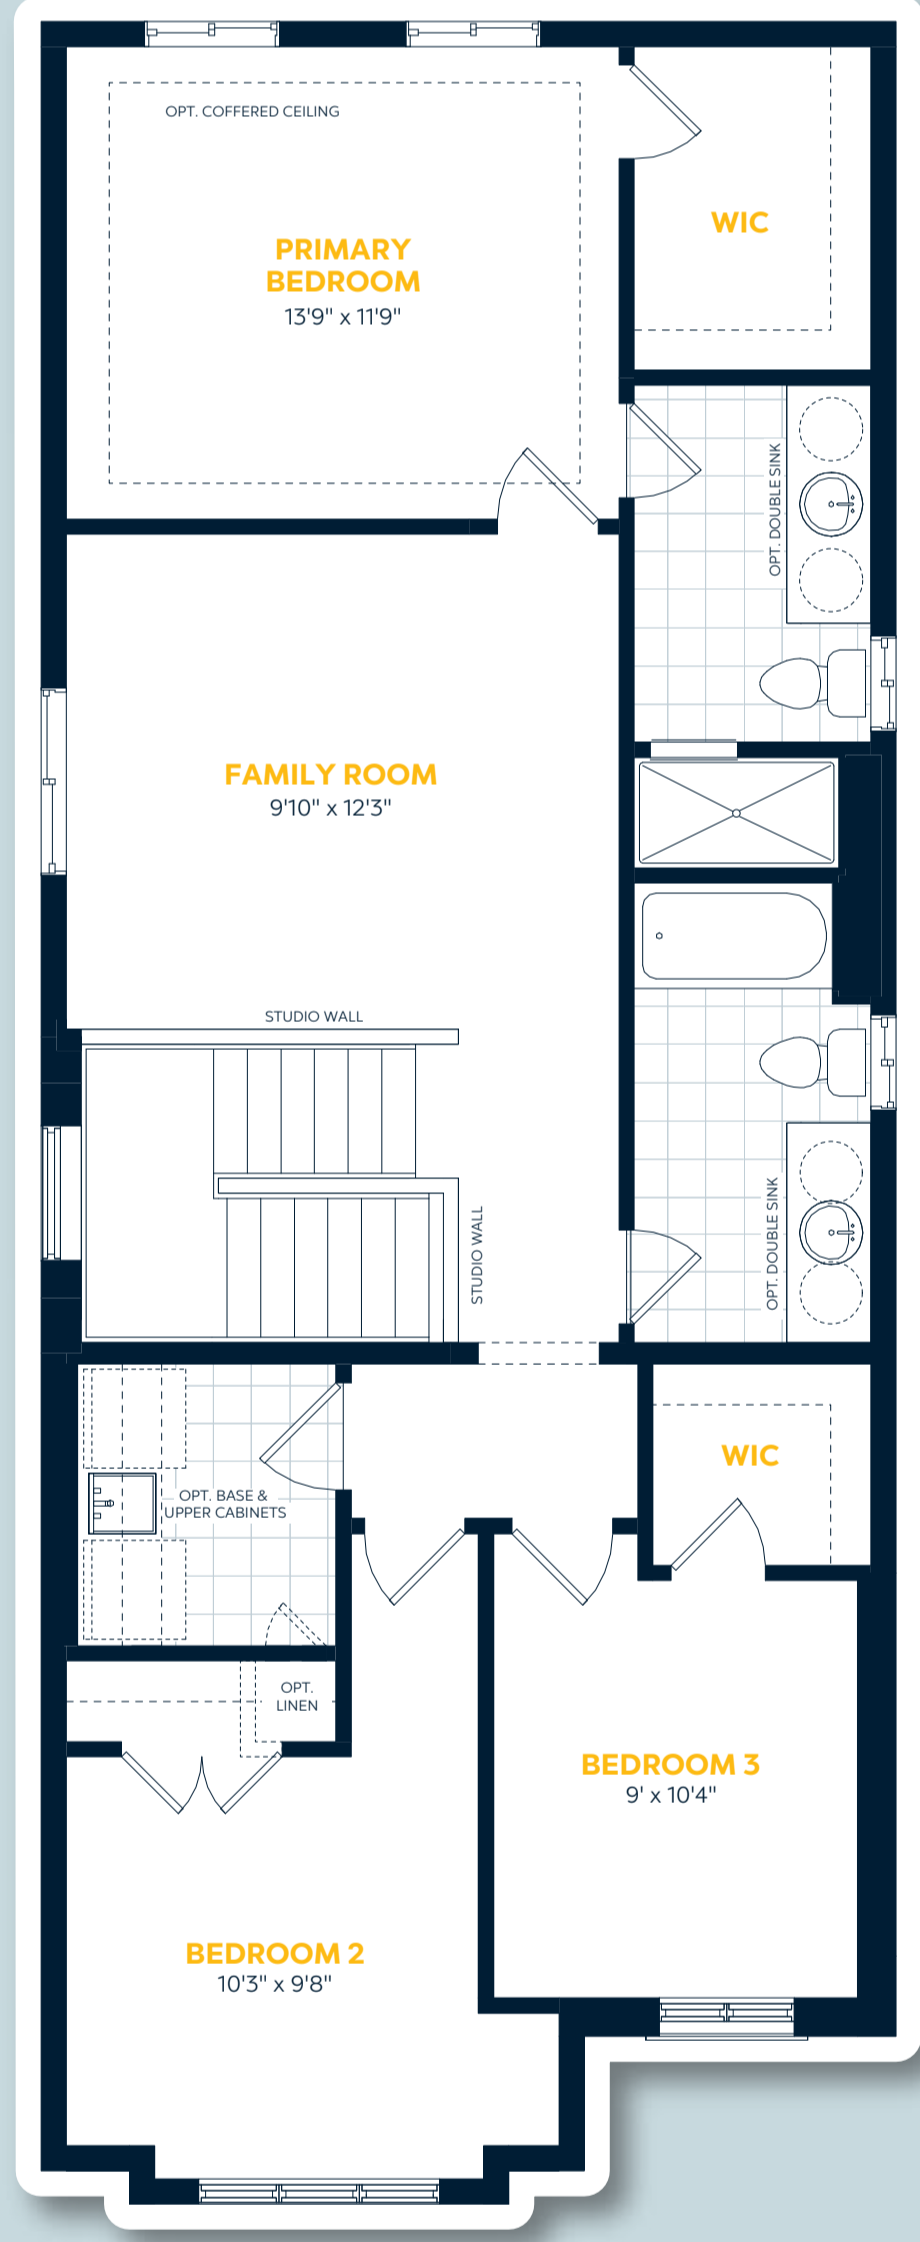 OPT. COFFERED CEILING
WIC
PRIMARY
BEDROOM
13'9" x 11'9"
OPT. DOUBLE SINK
FAMILY ROOM
9'10" x 12'3"
STUDIO WALL
STUDIO WALL
OPT. DOUBLE SINK
WIC
OPT. BASE &
UPPER CABINETS
OPT.
LINEN
BEDROOM 3
9' x 10'4"
BEDROOM 2
10'3" x 9'8"